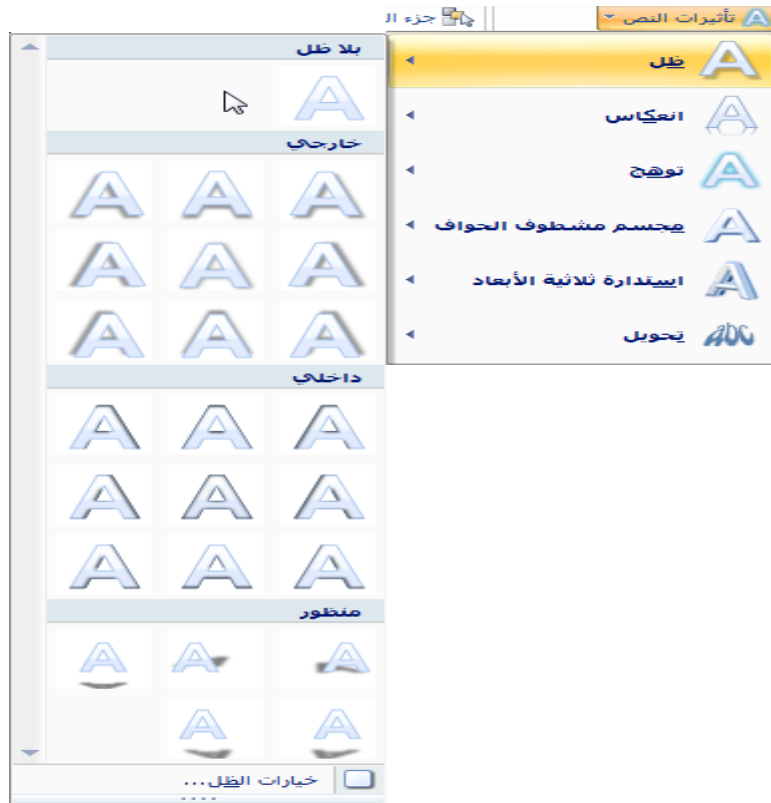 تأثيرات النص
جزء ال
ظل
انعكاس
توهج
مجسم مشطوف الحواف
استدارة ثلاثية الأبعاد
تحويل
abc
بلا ظل
خارجي
داخلي
منظور
خيارات الظل...